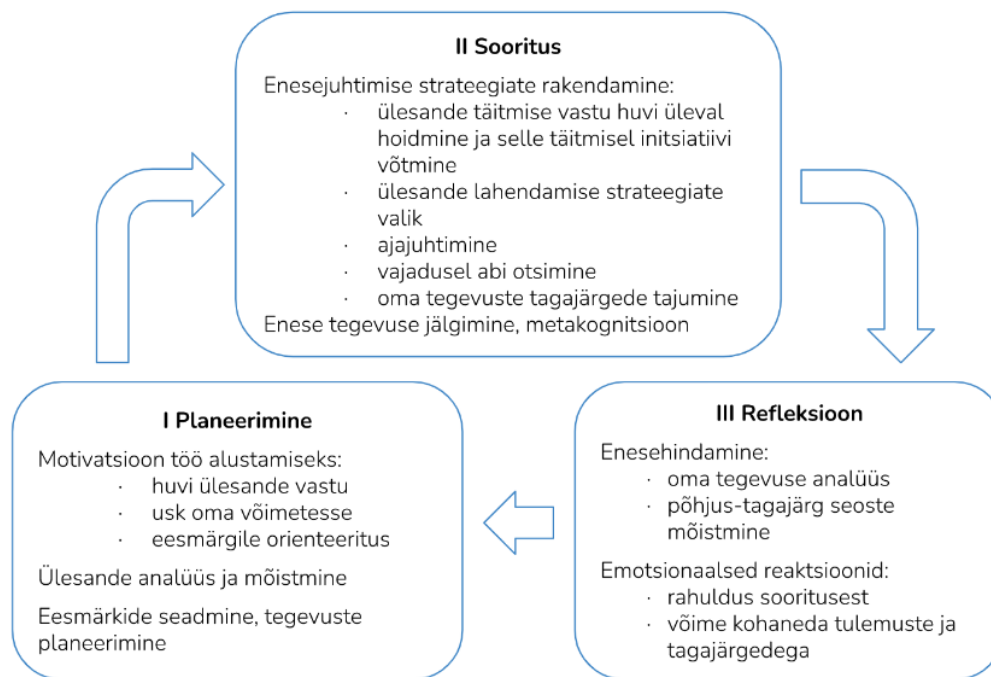 II Sooritus
Enesejuhtimise strateegiate rakendamine:
· ülesande täitmise vastu huvi üleval
hoidmine ja selle täitmisel initsiatiivi
võtmine
· ülesande lahendamise strateegiate
valik
· ajajuhtimine
· vajadusel abi otsimine
· oma tegevuste tagajärgede tajumine
Enese tegevuse jälgimine, metakognitsioon
I Planeerimine
Motivatsioon töö alustamiseks:
· huvi ülesande vastu
· usk oma võimetesse
· eesmärgile orienteeritus
Ülesande analüüs ja mõistmine
Eesmärkide seadmine, tegevuste
planeerimine
III Refleksioon
Enesehindamine:
· oma tegevuse analüüs
· põhjus-tagajärg seoste
mõistmine
Emotsionaalsed reaktsioonid:
· rahuldus sooritusest
· võime kohaneda tulemuste ja
tagajärgedega